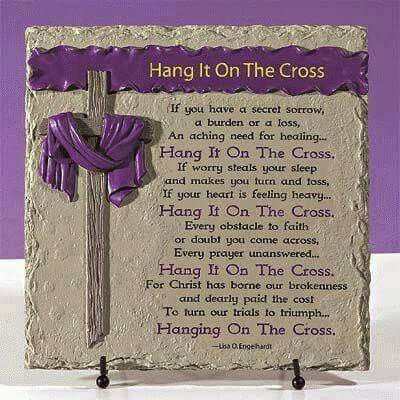 Hang It On The Cross
If you have a secret sorrow,
a burden or a loss,
An aching need for healing...
Hang It On The Cross.
If worry steals your sleep
and makes you turn and toss,
If your heart is feeling heavy...
Hang It On The Cross.
Every obstacle to faith
or doubt you come across,
Every prayer unanswered...
Hang It On The Cross.
For Christ has borne our brokenness
and dearly paid the cost
To turn our trials to triumph...
Hanging On The Cross.
—Lisa O. Engelhardt